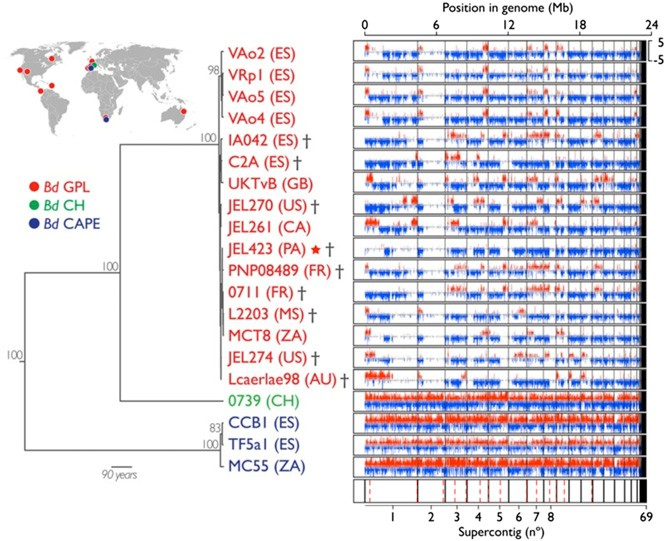 Position in genome (Mb)
0 6 12 18 24
5
-5
VAo2 (ES)
98
VRp1 (ES)
VAo5 (ES)
VAo4 (ES)
100
IA042 (ES) †
C2A (ES) †
UKTvB (GB)
JEL270 (US) †
JEL261 (CA)
JEL423 (PA) ★ †
PNP08489 (FR) †
0711 (FR) †
L2203 (MS) †
MCT8 (ZA)
JEL274 (US) †
Lcaerlae98 (AU) †
0739 (CH)
CCB1 (ES)
TF5a1 (ES)
MC55 (ZA)
Bd GPL
Bd CH
Bd CAPE
100
100
83
100
90 years
1 2 3 4 5 6 7 8 69
Supercontig (nº)